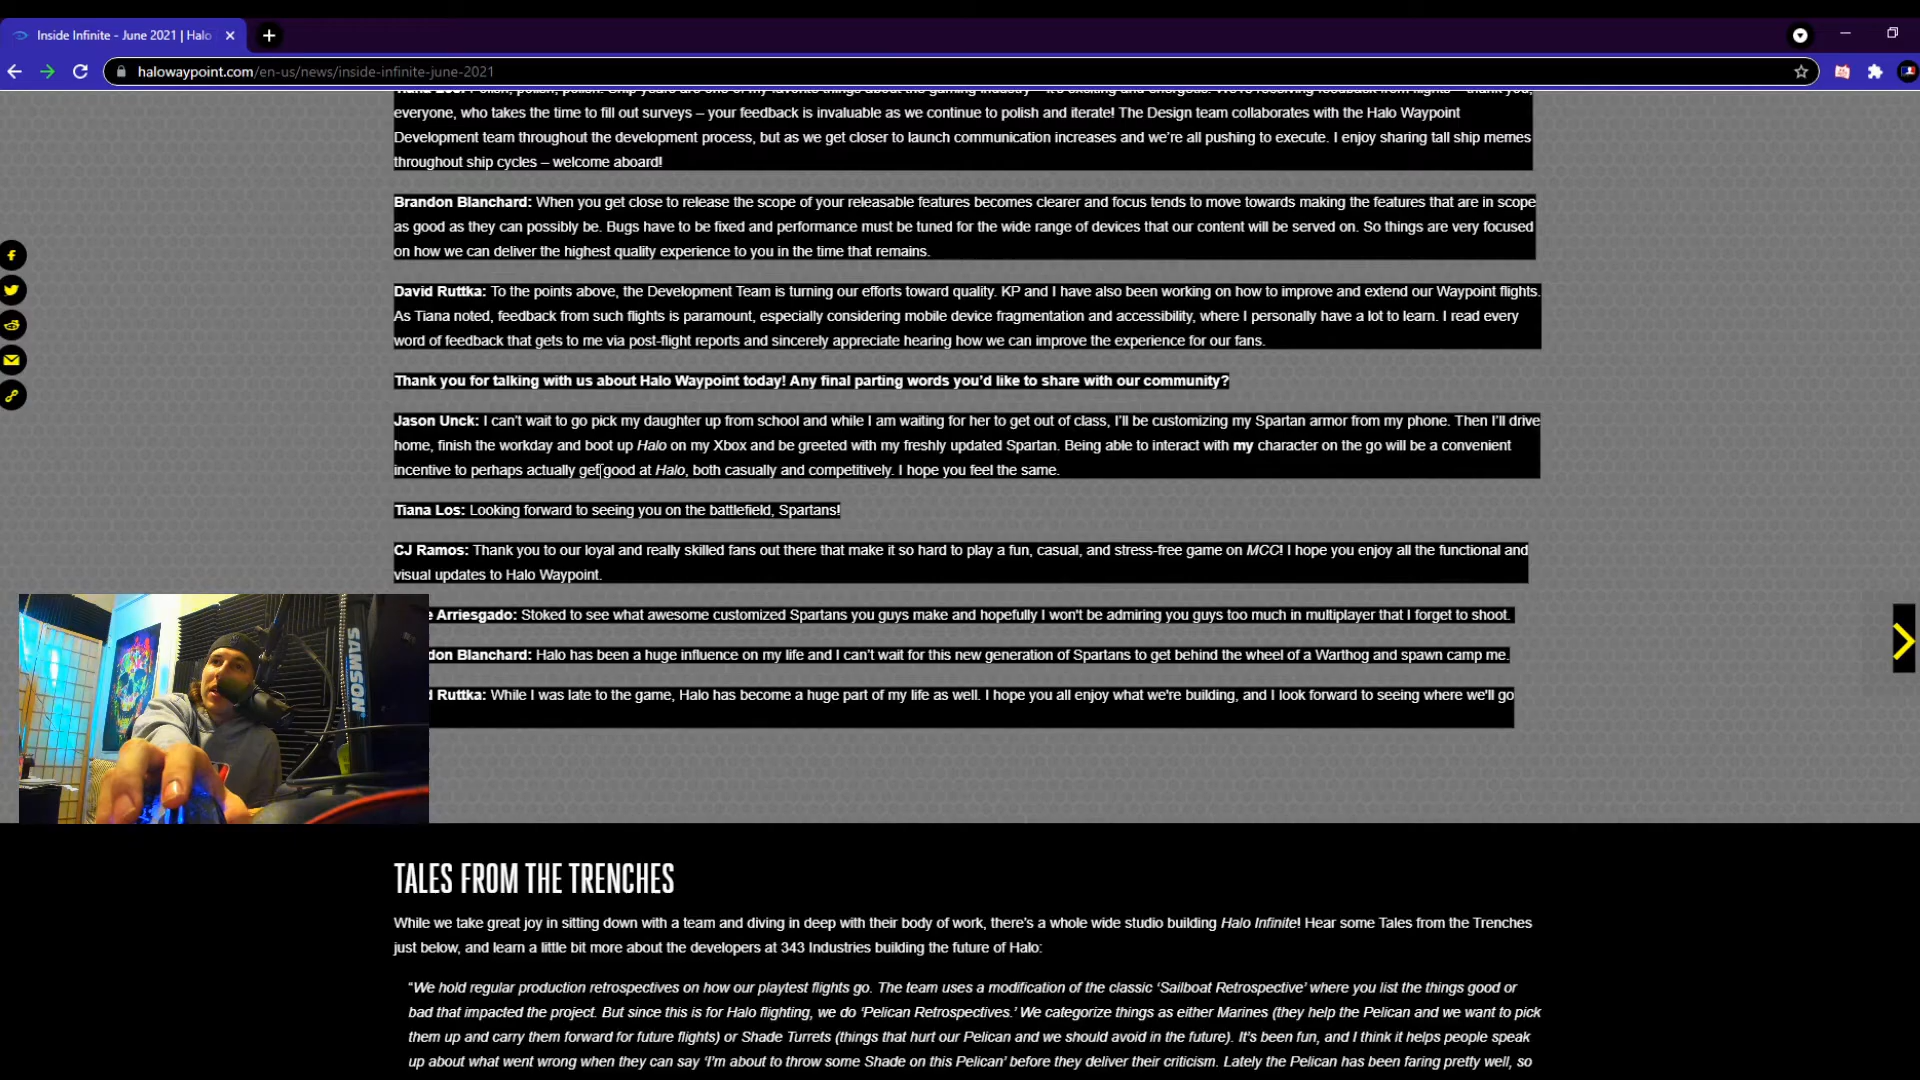 Inside Infinite - June 2021 | Halo
halowaypoint.com/en-us/news/inside-infinite-june-2021
everyone, who takes the time to fill out surveys – your feedback is invaluable as we continue to polish and iterate! The Design team collaborates with the Halo Waypoint
Development team throughout the development process, but as we get closer to launch communication increases and we're all pushing to execute. I enjoy sharing tall ship memes
throughout ship cycles – welcome aboard!
Brandon Blanchard: When you get close to release the scope of your releasable features becomes clearer and focus tends to move towards making the features that are in scope
as good as they can possibly be. Bugs have to be fixed and performance must be tuned for the wide range of devices that our content will be served on. So things are very focused
on how we can deliver the highest quality experience to you in the time that remains.
David Ruttka: To the points above, the Development Team is turning our efforts toward quality. KP and I have also been working on how to improve and extend our Waypoint flights.
As Tiana noted, feedback from such flights is paramount, especially considering mobile device fragmentation and accessibility, where I personally have a lot to learn. I read every
word of feedback that gets to me via post-flight reports and sincerely appreciate hearing how we can improve the experience for our fans.
Thank you for talking with us about Halo Waypoint today! Any final parting words you'd like to share with our community?
Jason Unck: I can't wait to go pick my daughter up from school and while I am waiting for her to get out of class, I'll be customizing my Spartan armor from my phone. Then I'll drive
home, finish the workday and boot up Halo on my Xbox and be greeted with my freshly updated Spartan. Being able to interact with my character on the go will be a convenient
incentive to perhaps actually get good at Halo, both casually and competitively. I hope you feel the same.
Tiana Los: Looking forward to seeing you on the battlefield, Spartans!
CJ Ramos: Thank you to our loyal and really skilled fans out there that make it so hard to play a fun, casual, and stress-free game on MCC! I hope you enjoy all the functional and
visual updates to Halo Waypoint.
e Arriesgado: Stoked to see what awesome customized Spartans you guys make and hopefully I won't be admiring you guys too much in multiplayer that I forget to shoot.
don Blanchard: Halo has been a huge influence on my life and I can't wait for this new generation of Spartans to get behind the wheel of a Warthog and spawn camp me.
d Ruttka: While I was late to the game, Halo has become a huge part of my life as well. I hope you all enjoy what we're building, and I look forward to seeing where we'll go
SAMSON
TALES FROM THE TRENCHES
While we take great joy in sitting down with a team and diving in deep with their body of work, there's a whole wide studio building Halo Infinite! Hear some Tales from the Trenches
just below, and learn a little bit more about the developers at 343 Industries building the future of Halo:
“We hold regular production retrospectives on how our playtest flights go. The team uses a modification of the classic ‘Sailboat Retrospective’ where you list the things good or
bad that impacted the project. But since this is for Halo flighting, we do ‘Pelican Retrospectives.’ We categorize things as either Marines (they help the Pelican and we want to pick
them up and carry them forward for future flights) or Shade Turrets (things that hurt our Pelican and we should avoid in the future). It's been fun, and I think it helps people speak
up about what went wrong when they can say ‘I'm about to throw some Shade on this Pelican’ before they deliver their criticism. Lately the Pelican has been faring pretty well, so